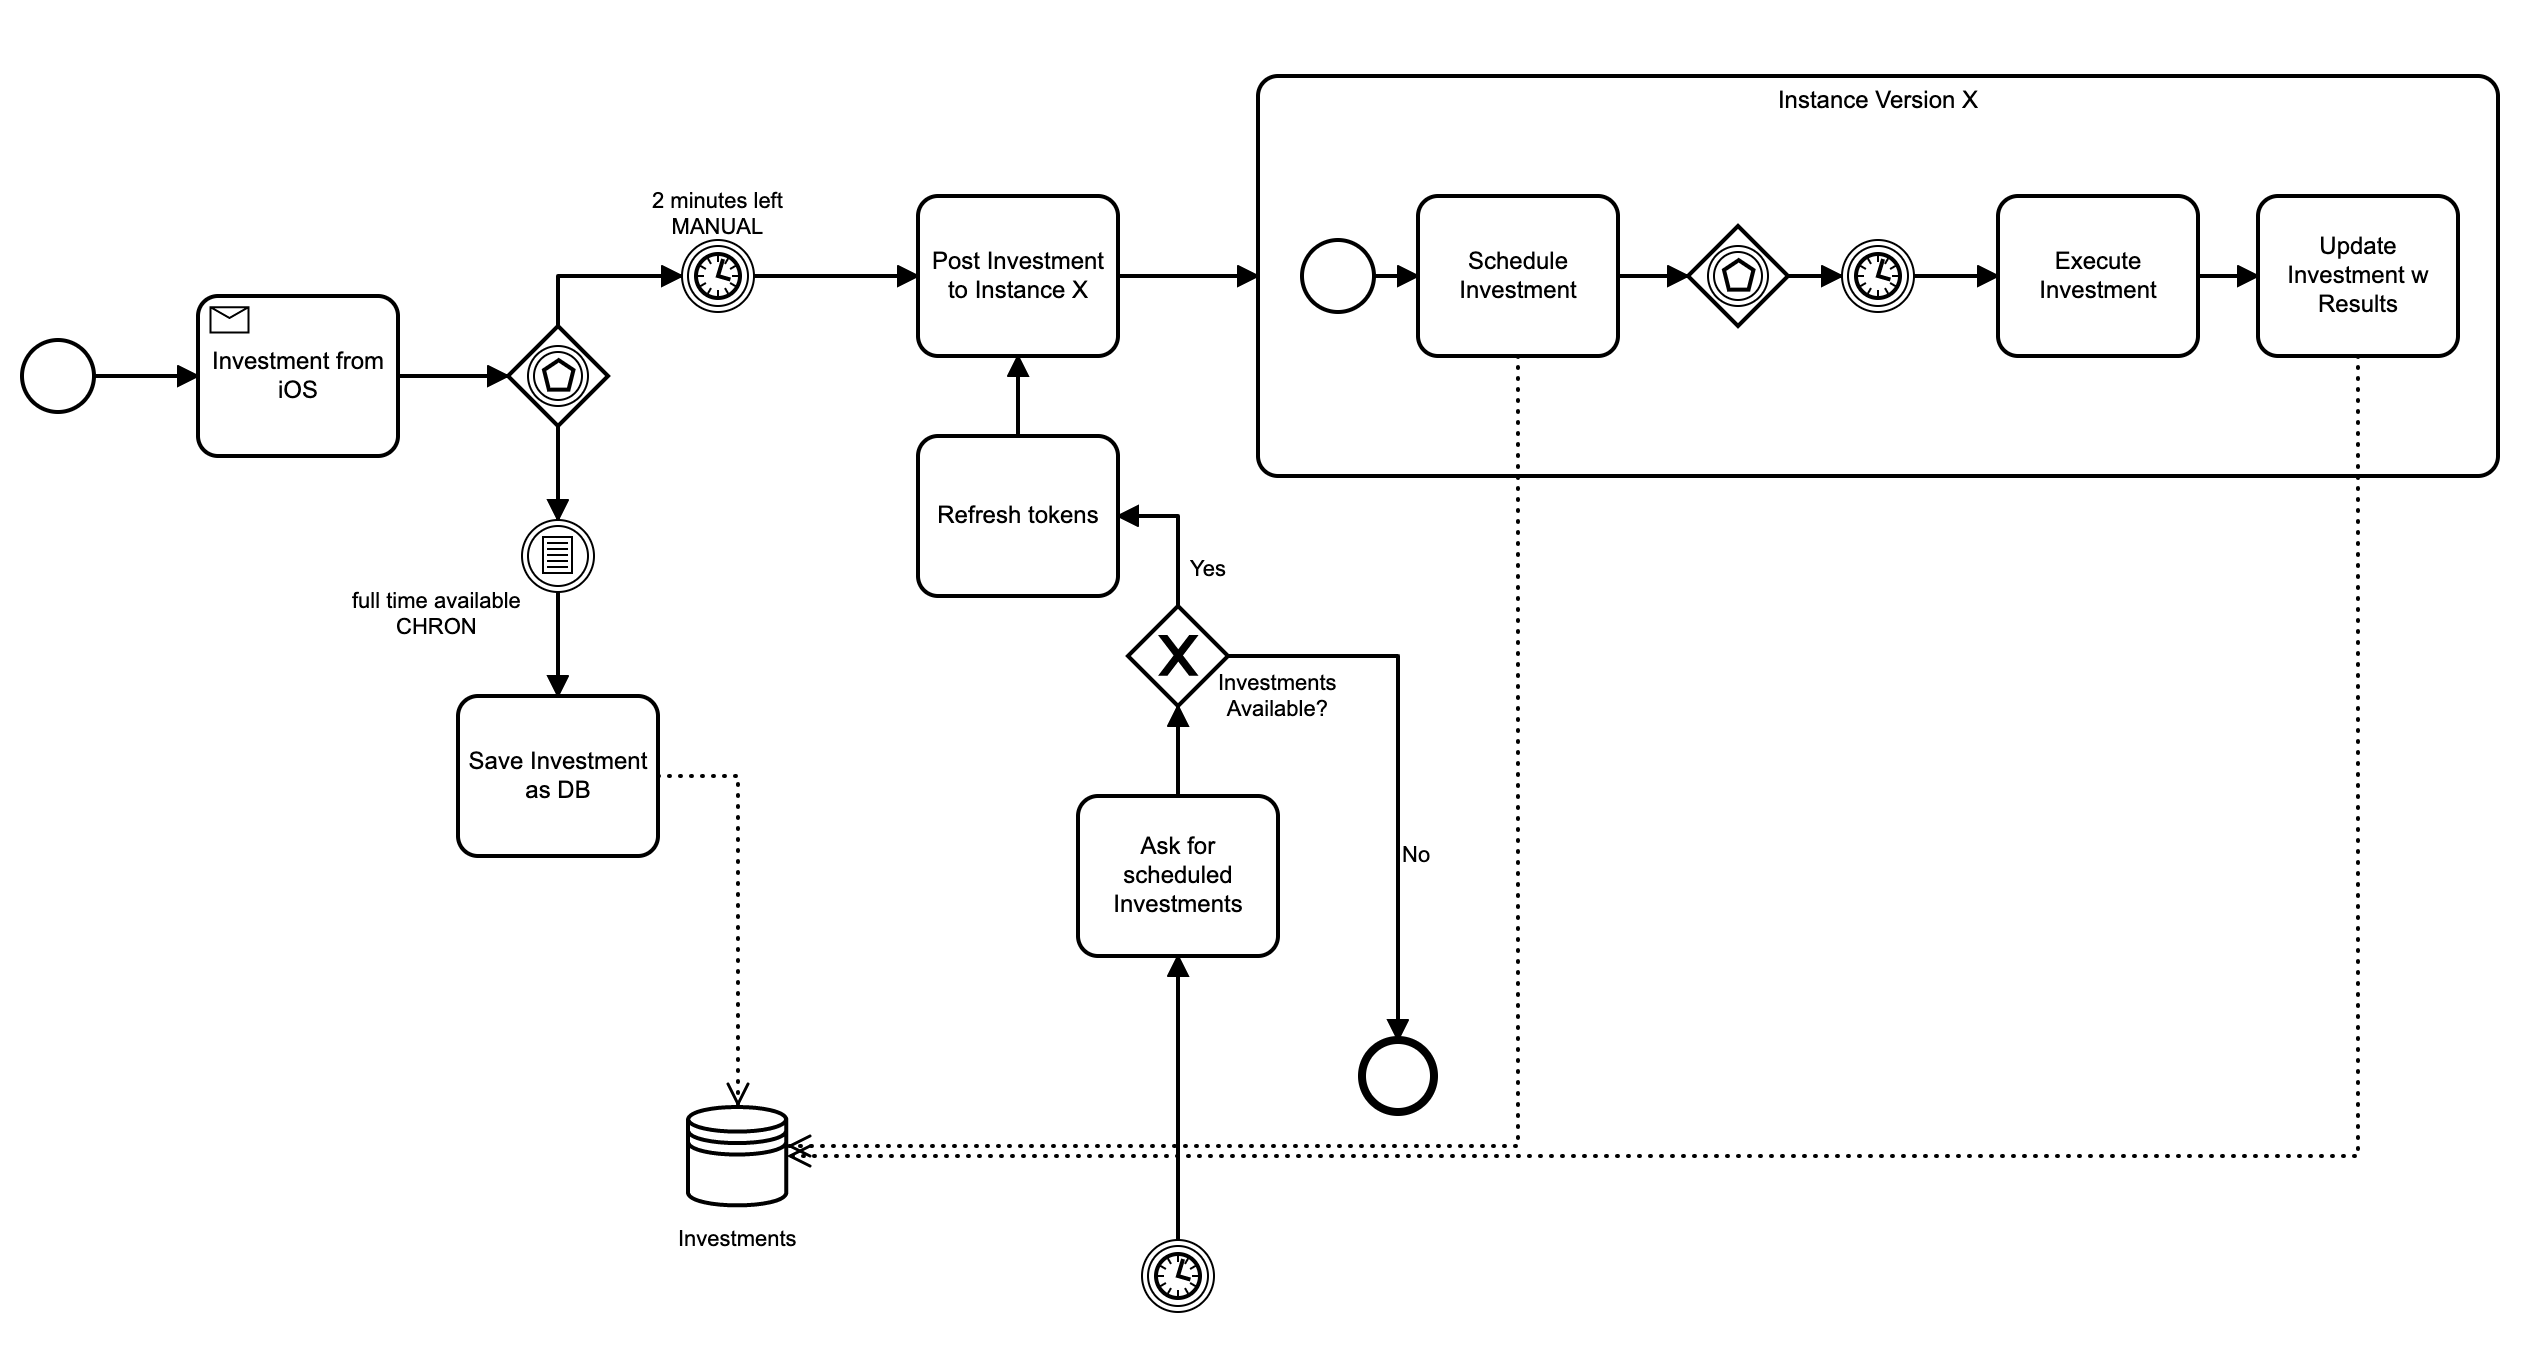 Instance Version X
2 minutes left
MANUAL
Post Investment
to Instance X
Schedule
Investment
Execute
Investment
Update
Investment w
Results
Investment from
iOS
Refresh tokens
Yes
full time available
CHRON
Investments
Available?
Save Investment
as DB
Ask for
scheduled
Investments
No
Investments